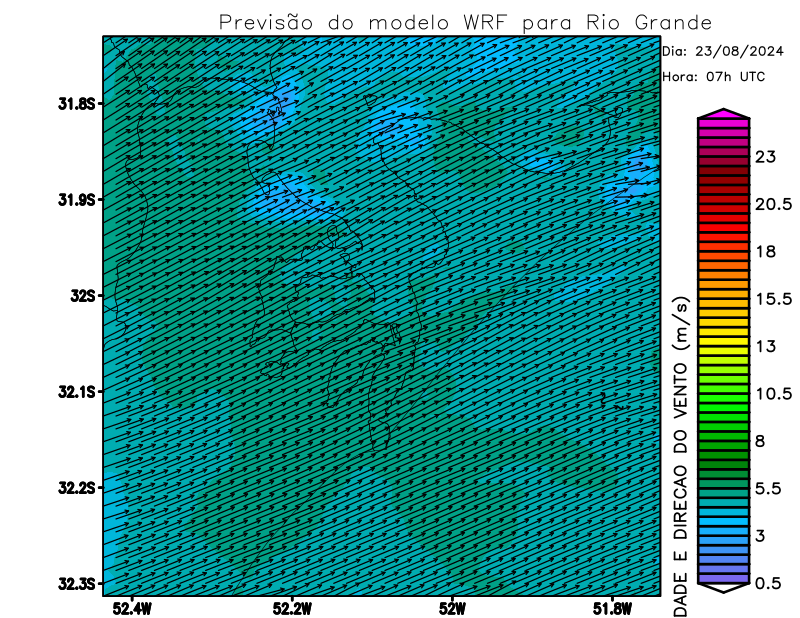 Previsão do modelo WRF para Rio Grande
Dia: 23/08/2024
Hora: 07h UTC
31.8S
31.9S
32S
32.1S
32.2S
32.3S
52.4W
52.2W
52W
51.8W
DADE E DIRECAO DO VENTO (m/s)
23
20.5
18
15.5
13
10.5
8
5.5
3
0.5